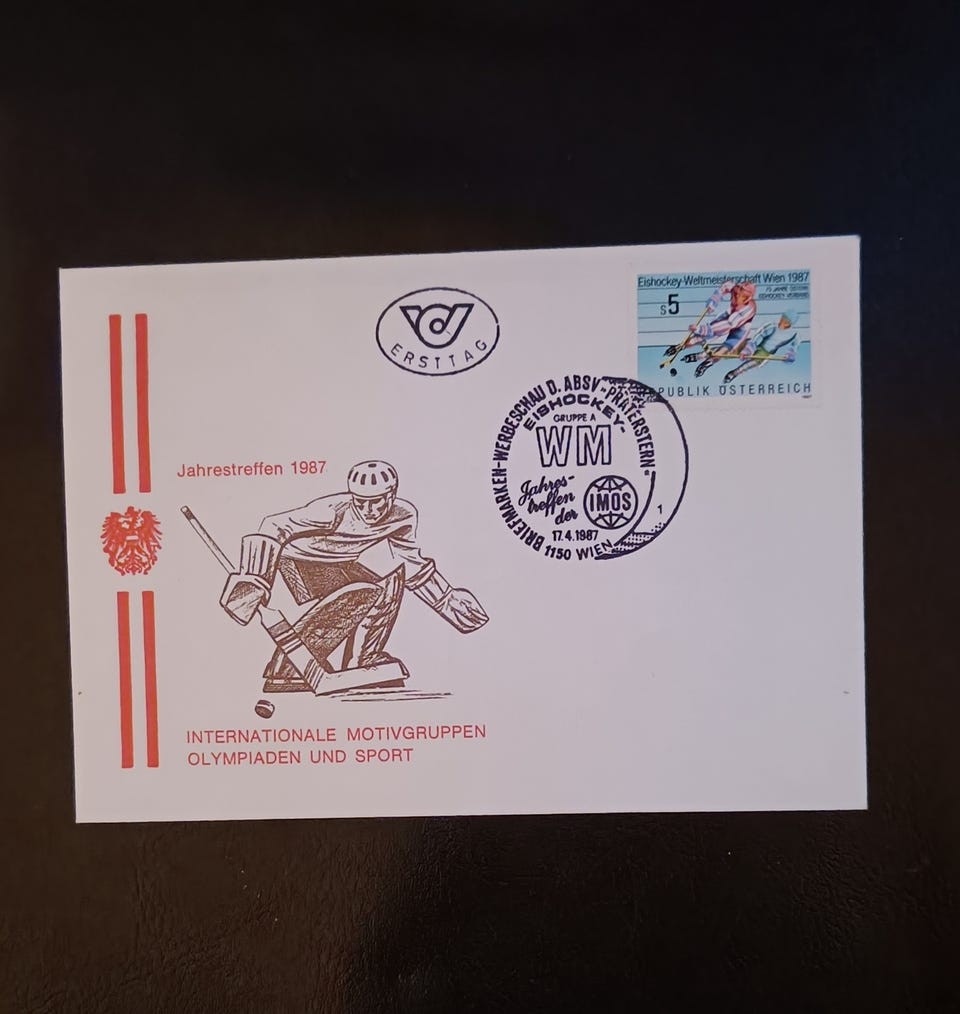 ERSTTAG
Eishockey-Weltmeisterschaft Wien 1987
75 JAHRE ÖSTERR.
EISHOCKEY VERBAND
S5
REPUBLIK ÖSTERREICH
1987
BRIEFMARKEN-WERBESCHAU D. ABSV „PRATERSTERN“
EISHOCKEY-
GRUPPE A
WM
Jahres-
treffen
der
IMOS
1
17.4.1987
1150 WIEN
Jahrestreffen 1987
INTERNATIONALE MOTIVGRUPPEN
OLYMPIADEN UND SPORT